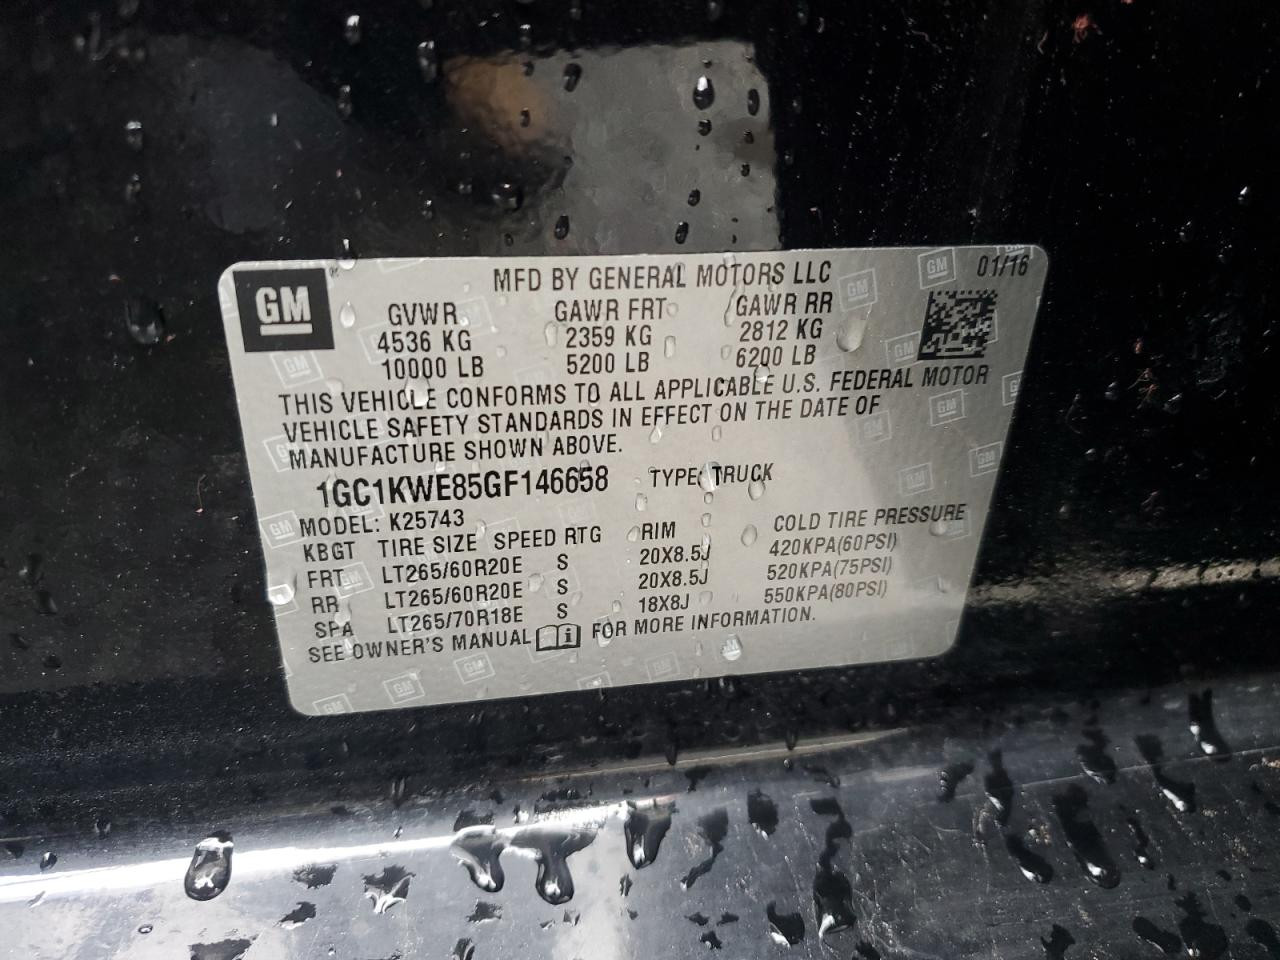 GM
MFD BY GENERAL MOTORS LLC 01/16
GVWR GAWR FRT GAWR RR
4536 KG 2359 KG 2812 KG
10000 LB 5200 LB 6200 LB
THIS VEHICLE CONFORMS TO ALL APPLICABLE U.S. FEDERAL MOTOR
VEHICLE SAFETY STANDARDS IN EFFECT ON THE DATE OF
MANUFACTURE SHOWN ABOVE.
1GC1KWE85GF146658 TYPE: TRUCK
MODEL: K25743
KBGT TIRE SIZE SPEED RTG RIM COLD TIRE PRESSURE
FRT LT265/60R20E S 20X8.5J 420KPA(60PSI)
RR LT265/60R20E S 20X8.5J 520KPA(75PSI)
SPA LT265/70R18E S 18X8J 550KPA(80PSI)
SEE OWNER'S MANUAL FOR MORE INFORMATION.